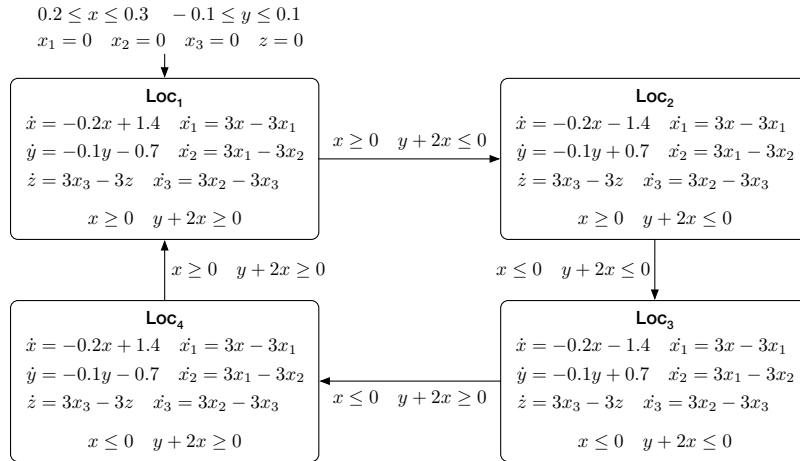 0.2 ≤ x ≤ 0.3 −0.1 ≤ y ≤ 0.1
x₁ = 0 x₂ = 0 x₃ = 0 z = 0
Loc₁
ẋ = −0.2x + 1.4 ẋ₁ = 3x − 3x₁
ẏ = −0.1y − 0.7 ẋ₂ = 3x₁ − 3x₂
ż = 3x₃ − 3z ẋ₃ = 3x₂ − 3x₃
x ≥ 0 y + 2x ≥ 0
x ≥ 0 y + 2x ≤ 0
Loc₂
ẋ = −0.2x − 1.4 ẋ₁ = 3x − 3x₁
ẏ = −0.1y + 0.7 ẋ₂ = 3x₁ − 3x₂
ż = 3x₃ − 3z ẋ₃ = 3x₂ − 3x₃
x ≥ 0 y + 2x ≤ 0
x ≥ 0 y + 2x ≥ 0
x ≤ 0 y + 2x ≤ 0
Loc₄
ẋ = −0.2x + 1.4 ẋ₁ = 3x − 3x₁
ẏ = −0.1y − 0.7 ẋ₂ = 3x₁ − 3x₂
ż = 3x₃ − 3z ẋ₃ = 3x₂ − 3x₃
x ≤ 0 y + 2x ≥ 0
x ≤ 0 y + 2x ≥ 0
Loc₃
ẋ = −0.2x − 1.4 ẋ₁ = 3x − 3x₁
ẏ = −0.1y + 0.7 ẋ₂ = 3x₁ − 3x₂
ż = 3x₃ − 3z ẋ₃ = 3x₂ − 3x₃
x ≤ 0 y + 2x ≤ 0